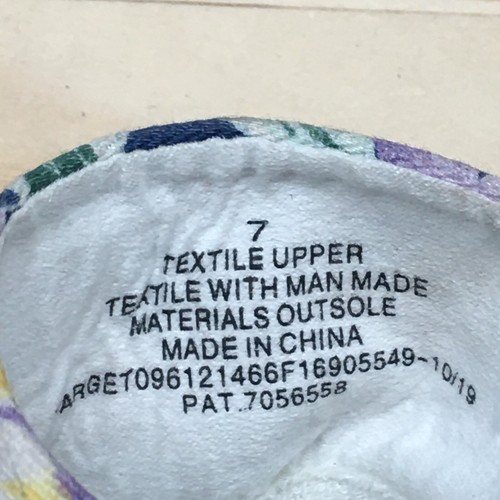 7
TEXTILE UPPER
TEXTILE WITH MAN MADE
MATERIALS OUTSOLE
MADE IN CHINA
ARGET096121466F16905549-10/19
PAT.7056558